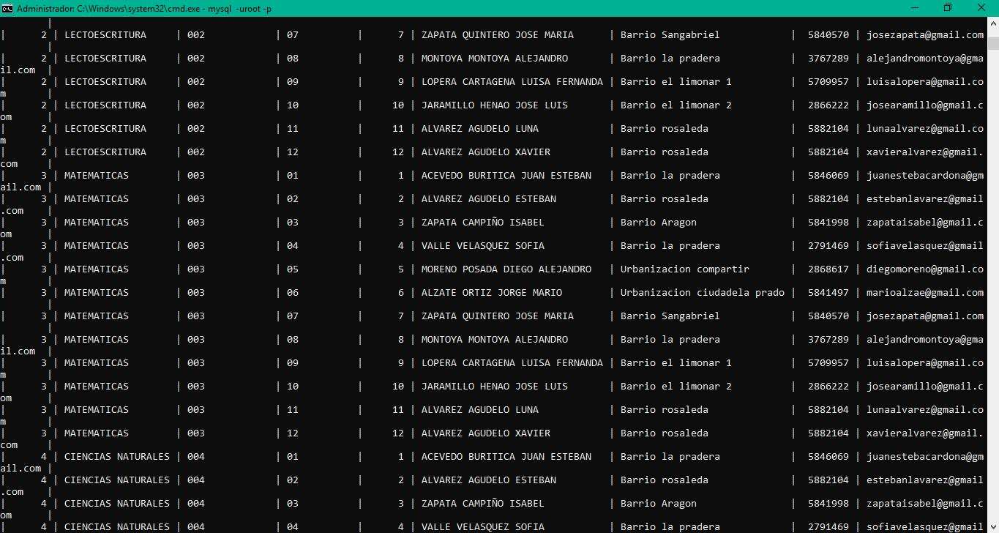 Administrador: C:\Windows\system32\cmd.exe - mysql -uroot -p
|
| 2 | LECTOESCRITURA | 002 | 07 | 7 | ZAPATA QUINTERO JOSE MARIA | Barrio Sangabriel | 5840570 | josezapata@gmail.com
|
| 2 | LECTOESCRITURA | 002 | 08 | 8 | MONTOYA MONTOYA ALEJANDRO | Barrio la pradera | 3767289 | alejandromontoya@gma
il.com |
| 2 | LECTOESCRITURA | 002 | 09 | 9 | LOPERA CARTAGENA LUISA FERNANDA | Barrio el limonar 1 | 5709957 | luisalopera@gmail.co
m |
| 2 | LECTOESCRITURA | 002 | 10 | 10 | JARAMILLO HENAO JOSE LUIS | Barrio el limonar 2 | 2866222 | josearamillo@gmail.c
om |
| 2 | LECTOESCRITURA | 002 | 11 | 11 | ALVAREZ AGUDELO LUNA | Barrio rosaleda | 5882104 | lunaalvarez@gmail.co
m |
| 2 | LECTOESCRITURA | 002 | 12 | 12 | ALVAREZ AGUDELO XAVIER | Barrio rosaleda | 5882104 | xavieralvarez@gmail.
com |
| 3 | MATEMATICAS | 003 | 01 | 1 | ACEVEDO BURITICA JUAN ESTEBAN | Barrio la pradera | 5846069 | juanestebacardona@gm
ail.com |
| 3 | MATEMATICAS | 003 | 02 | 2 | ALVAREZ AGUDELO ESTEBAN | Barrio rosaleda | 5882104 | estebanlavarez@gmail
.com |
| 3 | MATEMATICAS | 003 | 03 | 3 | ZAPATA CAMPIÑO ISABEL | Barrio Aragon | 5841998 | zapataisabel@gmail.c
om |
| 3 | MATEMATICAS | 003 | 04 | 4 | VALLE VELASQUEZ SOFIA | Barrio la pradera | 2791469 | sofiavelasquez@gmail
.com |
| 3 | MATEMATICAS | 003 | 05 | 5 | MORENO POSADA DIEGO ALEJANDRO | Urbanizacion compartir | 2868617 | diegomoreno@gmail.co
m |
| 3 | MATEMATICAS | 003 | 06 | 6 | ALZATE ORTIZ JORGE MARIO | Urbanizacion ciudadela prado | 5841497 | marioalzae@gmail.com
|
| 3 | MATEMATICAS | 003 | 07 | 7 | ZAPATA QUINTERO JOSE MARIA | Barrio Sangabriel | 5840570 | josezapata@gmail.com
|
| 3 | MATEMATICAS | 003 | 08 | 8 | MONTOYA MONTOYA ALEJANDRO | Barrio la pradera | 3767289 | alejandromontoya@gma
il.com |
| 3 | MATEMATICAS | 003 | 09 | 9 | LOPERA CARTAGENA LUISA FERNANDA | Barrio el limonar 1 | 5709957 | luisalopera@gmail.co
m |
| 3 | MATEMATICAS | 003 | 10 | 10 | JARAMILLO HENAO JOSE LUIS | Barrio el limonar 2 | 2866222 | josearamillo@gmail.c
om |
| 3 | MATEMATICAS | 003 | 11 | 11 | ALVAREZ AGUDELO LUNA | Barrio rosaleda | 5882104 | lunaalvarez@gmail.co
m |
| 3 | MATEMATICAS | 003 | 12 | 12 | ALVAREZ AGUDELO XAVIER | Barrio rosaleda | 5882104 | xavieralvarez@gmail.
com |
| 4 | CIENCIAS NATURALES | 004 | 01 | 1 | ACEVEDO BURITICA JUAN ESTEBAN | Barrio la pradera | 5846069 | juanestebacardona@gm
ail.com |
| 4 | CIENCIAS NATURALES | 004 | 02 | 2 | ALVAREZ AGUDELO ESTEBAN | Barrio rosaleda | 5882104 | estebanlavarez@gmail
.com |
| 4 | CIENCIAS NATURALES | 004 | 03 | 3 | ZAPATA CAMPIÑO ISABEL | Barrio Aragon | 5841998 | zapataisabel@gmail.c
om |
| 4 | CIENCIAS NATURALES | 004 | 04 | 4 | VALLE VELASQUEZ SOFIA | Barrio la pradera | 2791469 | sofiavelasquez@gmail